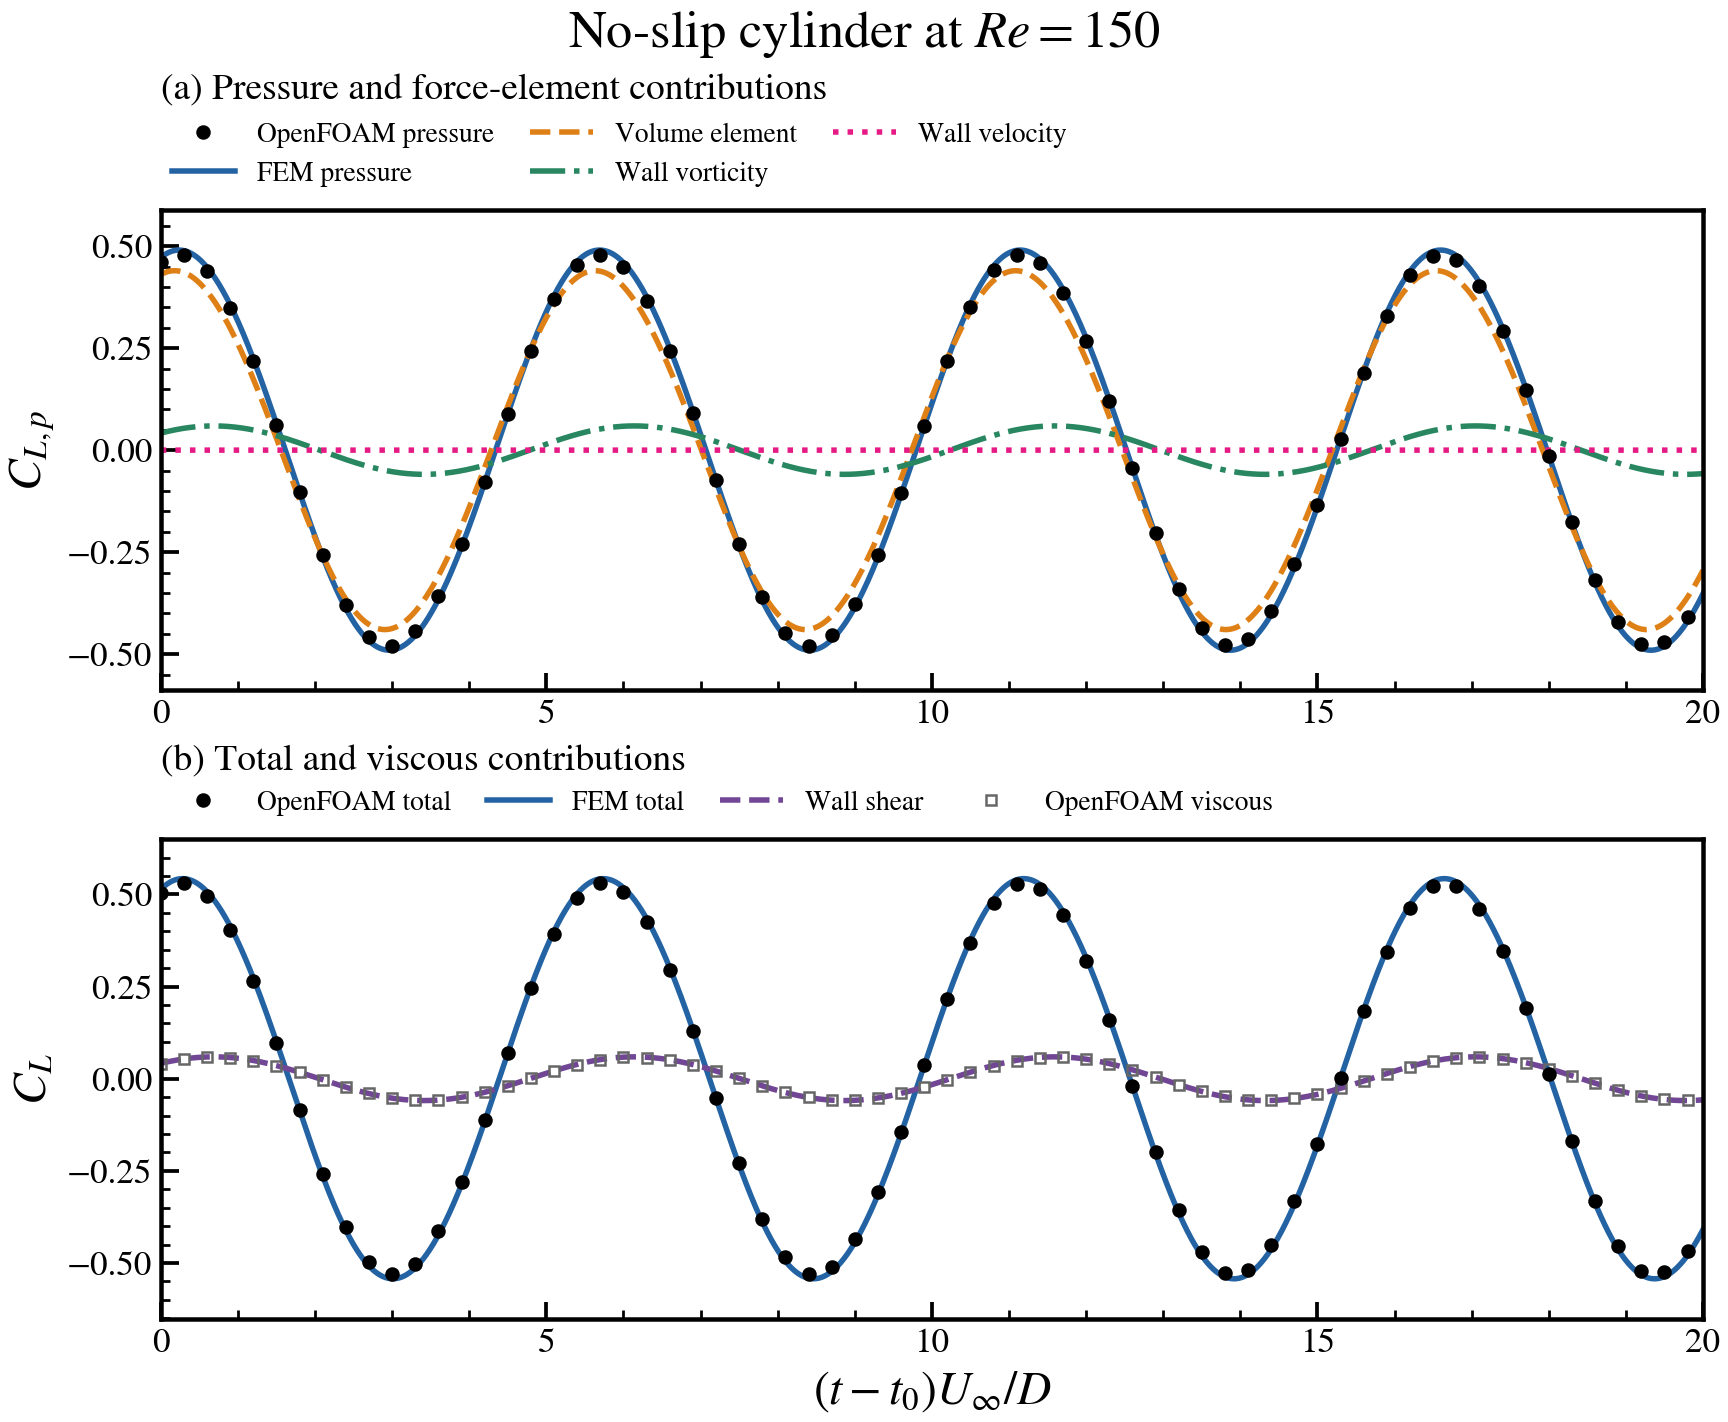 No-slip cylinder at Re = 150
(a) Pressure and force-element contributions
OpenFOAM pressure Volume element Wall velocity
FEM pressure Wall vorticity
0.50
0.25
0.00
−0.25
−0.50
C_{L,p}
0 5 10 15 20
(b) Total and viscous contributions
OpenFOAM total FEM total Wall shear OpenFOAM viscous
0.50
0.25
0.00
−0.25
−0.50
C_L
0 5 10 15 20
(t − t_0)U_∞/D